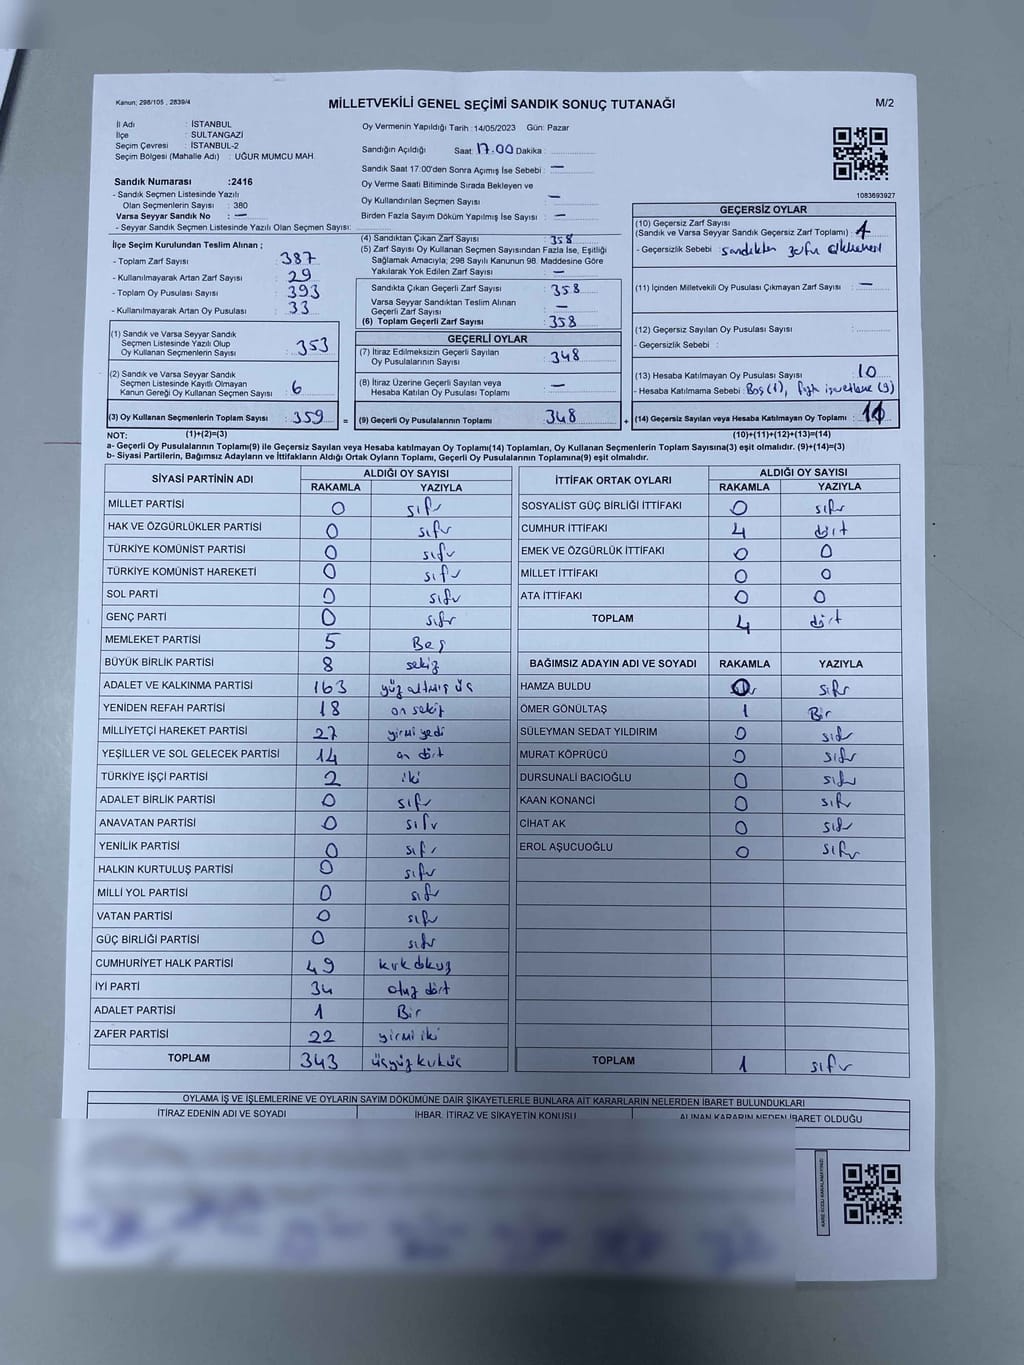 Kanun; 298/105 , 2839/4
MİLLETVEKİLİ GENEL SEÇİMİ SANDIK SONUÇ TUTANAĞI
M/2
İl Adı : İSTANBUL
İlçe : SULTANGAZİ
Seçim Çevresi : İSTANBUL-2
Seçim Bölgesi (Mahalle Adı) : UĞUR MUMCU MAH.
Sandık Numarası :2416
- Sandık Seçmen Listesinde Yazılı
Olan Seçmenlerin Sayısı : 380
Varsa Seyyar Sandık No : —
- Seyyar Sandık Seçmen Listesinde Yazılı Olan Seçmen Sayısı:
İlçe Seçim Kurulundan Teslim Alınan ;
- Toplam Zarf Sayısı : 387
- Kullanılmayarak Artan Zarf Sayısı : 29
- Toplam Oy Pusulası Sayısı : 393
- Kullanılmayarak Artan Oy Pusulası : 33
(1) Sandık ve Varsa Seyyar Sandık
Seçmen Listesinde Yazılı Olup
Oy Kullanan Seçmenlerin Sayısı : 353
(2) Sandık ve Varsa Seyyar Sandık
Seçmen Listesinde Kayıtlı Olmayan
Kanun Gereği Oy Kullanan Seçmen Sayısı : 6
(3) Oy Kullanan Seçmenlerin Toplam Sayısı : 359 =
Oy Vermenin Yapıldığı Tarih :14/05/2023 Gün: Pazar
Sandığın Açıldığı Saat: 17.00 Dakika :
Sandık Saat 17:00'den Sonra Açımış İse Sebebi : —
Oy Verme Saati Bitiminde Sırada Bekleyen ve
Oy Kullandırılan Seçmen Sayısı : —
Birden Fazla Sayım Döküm Yapılmış İse Sayısı : —
(4) Sandıktan Çıkan Zarf Sayısı : 358
(5) Zarf Sayısı Oy Kullanan Seçmen Sayısından Fazla İse, Eşitliği
Sağlamak Amacıyla; 298 Sayılı Kanunun 98. Maddesine Göre
Yakılarak Yok Edilen Zarf Sayısı : —
Sandıkta Çıkan Geçerli Zarf Sayısı : 358
Varsa Seyyar Sandıktan Teslim Alınan
Geçerli Zarf Sayısı : —
(6) Toplam Geçerli Zarf Sayısı : 358
GEÇERLİ OYLAR
(7) İtiraz Edilmeksizin Geçerli Sayılan
Oy Pusulalarının Sayısı : 348
(8) İtiraz Üzerine Geçerli Sayılan veya
Hesaba Katılan Oy Pusulası Toplamı : —
(9) Geçerli Oy Pusulalarının Toplamı : 348 +
1083693927
GEÇERSİZ OYLAR
(10) Geçersiz Zarf Sayısı
(Sandık ve Varsa Seyyar Sandık Geçersiz Zarf Toplamı) : 1
- Geçersizlik Sebebi : sandıktan
(11) İçinden Milletvekili Oy Pusulası Çıkmayan Zarf Sayısı : —
(12) Geçersiz Sayılan Oy Pusulası Sayısı :
- Geçersizlik Sebebi :
(13) Hesaba Katılmayan Oy Pusulası Sayısı : 10
- Hesaba Katılmama Sebebi : Boş (1), (9)
(14) Geçersiz Sayılan veya Hesaba Katılmayan Oy Toplamı :
NOT: (1)+(2)=(3) (10)+(11)+(12)+(13)=(14)
a- Geçerli Oy Pusulalarının Toplamı(9) ile Geçersiz Sayılan veya Hesaba katılmayan Oy Toplamı(14) Toplamları, Oy Kullanan Seçmenlerin Toplam Sayısına(3) eşit olmalıdır. (9)+(14)=(3)
b- Siyasi Partilerin, Bağımsız Adayların ve İttifakların Aldığı Ortak Oyların Toplamı, Geçerli Oy Pusulalarının Toplamına(9) eşit olmalıdır.
SİYASİ PARTİNİN ADI ALDIĞI OY SAYISI
RAKAMLA YAZIYLA
MİLLET PARTİSİ 0 sıfır
HAK VE ÖZGÜRLÜKLER PARTİSİ 0 sıfır
TÜRKİYE KOMÜNİST PARTİSİ 0 sıfır
TÜRKİYE KOMÜNİST HAREKETİ 0 sıfır
SOL PARTİ 0 sıfır
GENÇ PARTİ 0 sıfır
MEMLEKET PARTİSİ 5 Beş
BÜYÜK BİRLİK PARTİSİ 8 sekiz
ADALET VE KALKINMA PARTİSİ 163 yüz altmış üç
YENİDEN REFAH PARTİSİ 18 on sekiz
MİLLİYETÇİ HAREKET PARTİSİ 27 yirmi yedi
YEŞİLLER VE SOL GELECEK PARTİSİ 14 on dört
TÜRKİYE İŞÇİ PARTİSİ 2 iki
ADALET BİRLİK PARTİSİ 0 sıfır
ANAVATAN PARTİSİ 0 sıfır
YENİLİK PARTİSİ 0 sıfır
HALKIN KURTULUŞ PARTİSİ 0 sıfır
MİLLİ YOL PARTİSİ 0 sıfır
VATAN PARTİSİ 0 sıfır
GÜÇ BİRLİĞİ PARTİSİ 0 sıfır
CUMHURİYET HALK PARTİSİ 49 kırk dokuz
İYİ PARTİ 34 otuz dört
ADALET PARTİSİ 1 Bir
ZAFER PARTİSİ 22 yirmi iki
TOPLAM 343 üçyüz kırküç
İTTİFAK ORTAK OYLARI ALDIĞI OY SAYISI
RAKAMLA YAZIYLA
SOSYALİST GÜÇ BİRLİĞİ İTTİFAKI 0 sıfır
CUMHUR İTTİFAKI 4 dört
EMEK VE ÖZGÜRLÜK İTTİFAKI 0 0
MİLLET İTTİFAKI 0 0
ATA İTTİFAKI 0 0
TOPLAM 4 dört
BAĞIMSIZ ADAYIN ADI VE SOYADI RAKAMLA YAZIYLA
HAMZA BULDU 0 sıfır
ÖMER GÖNÜLTAŞ 1 Bir
SÜLEYMAN SEDAT YILDIRIM 0 sıfır
MURAT KÖPRÜCÜ 0 sıfır
DURSUNALİ BACIOĞLU 0 sıfır
KAAN KONANCİ 0 sıfır
CİHAT AK 0 sıfır
EROL AŞUCUOĞLU 0 sıfır
TOPLAM 1 sıfır
OYLAMA İŞ VE İŞLEMLERİNE VE OYLARIN SAYIM DÖKÜMÜNE DAİR ŞİKAYETLERLE BUNLARA AİT KARARLARIN NELERDEN İBARET BULUNDUKLARI
İTİRAZ EDENİN ADI VE SOYADI İHBAR, İTİRAZ VE ŞİKAYETİN KONUSU ALINAN KARARIN NEDEN İBARET OLDUĞU
KARE KODU KARALAMAYINIZ!